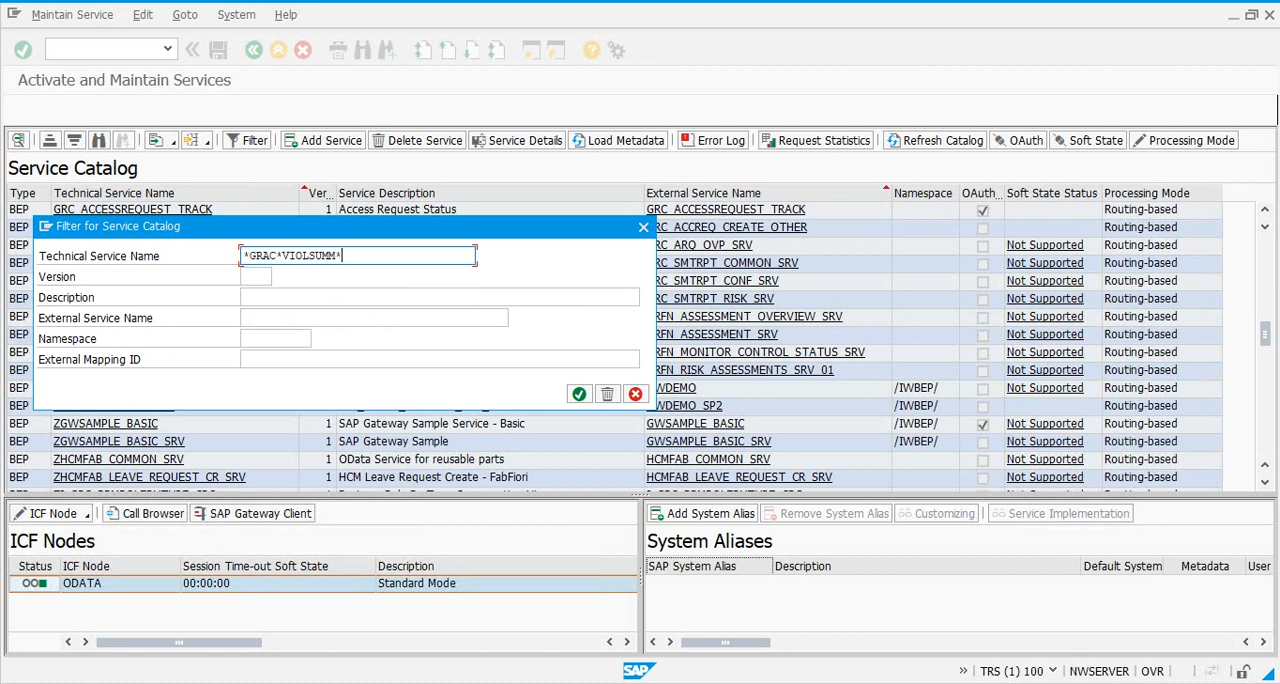 Maintain Service Edit Goto System Help
Activate and Maintain Services
Filter Add Service Delete Service Service Details Load Metadata Error Log Request Statistics Refresh Catalog OAuth Soft State Processing Mode
Service Catalog
Type Technical Service Name Ver... Service Description External Service Name Namespace OAuth... Soft State Status Processing Mode
BEP GRC_ACCESSREQUEST_TRACK 1 Access Request Status GRC_ACCESSREQUEST_TRACK Routing-based
BEP RC_ACCREQ_CREATE_OTHER Routing-based
BEP RC_ARQ_OVP_SRV Not Supported Routing-based
BEP RC_SMTRPT_COMMON_SRV Not Supported Routing-based
BEP RC_SMTRPT_CONF_SRV Not Supported Routing-based
BEP RC_SMTRPT_RISK_SRV Not Supported Routing-based
BEP RFN_ASSESSMENT_OVERVIEW_SRV Not Supported Routing-based
BEP RFN_ASSESSMENT_SRV Not Supported Routing-based
BEP RFN_MONITOR_CONTROL_STATUS_SRV Not Supported Routing-based
BEP RFN_RISK_ASSESSMENTS_SRV_01 Not Supported Routing-based
BEP WDEMO /IWBEP/ Not Supported Routing-based
BEP WDEMO_SP2 /IWBEP/ Routing-based
BEP ZGWSAMPLE_BASIC 1 SAP Gateway Sample Service - Basic GWSAMPLE_BASIC /IWBEP/ Not Supported Routing-based
BEP ZGWSAMPLE_BASIC_SRV 1 SAP Gateway Sample GWSAMPLE_BASIC_SRV /IWBEP/ Not Supported Routing-based
BEP ZHCMFAB_COMMON_SRV 1 OData Service for reusable parts HCMFAB_COMMON_SRV Not Supported Routing-based
BEP ZHCMFAB_LEAVE_REQUEST_CR_SRV 1 HCM Leave Request Create - FabFiori HCMFAB_LEAVE_REQUEST_CR_SRV Not Supported Routing-based
Filter for Service Catalog
Technical Service Name *GRAC*VIOLSUMM*
Version
Description
External Service Name
Namespace
External Mapping ID
ICF Node Call Browser SAP Gateway Client
ICF Nodes
Status ICF Node Session Time-out Soft State Description
ODATA 00:00:00 Standard Mode
Add System Alias Remove System Alias Customizing Service Implementation
System Aliases
SAP System Alias Description Default System Metadata User
SAP
TRS (1) 100 NWSERVER OVR